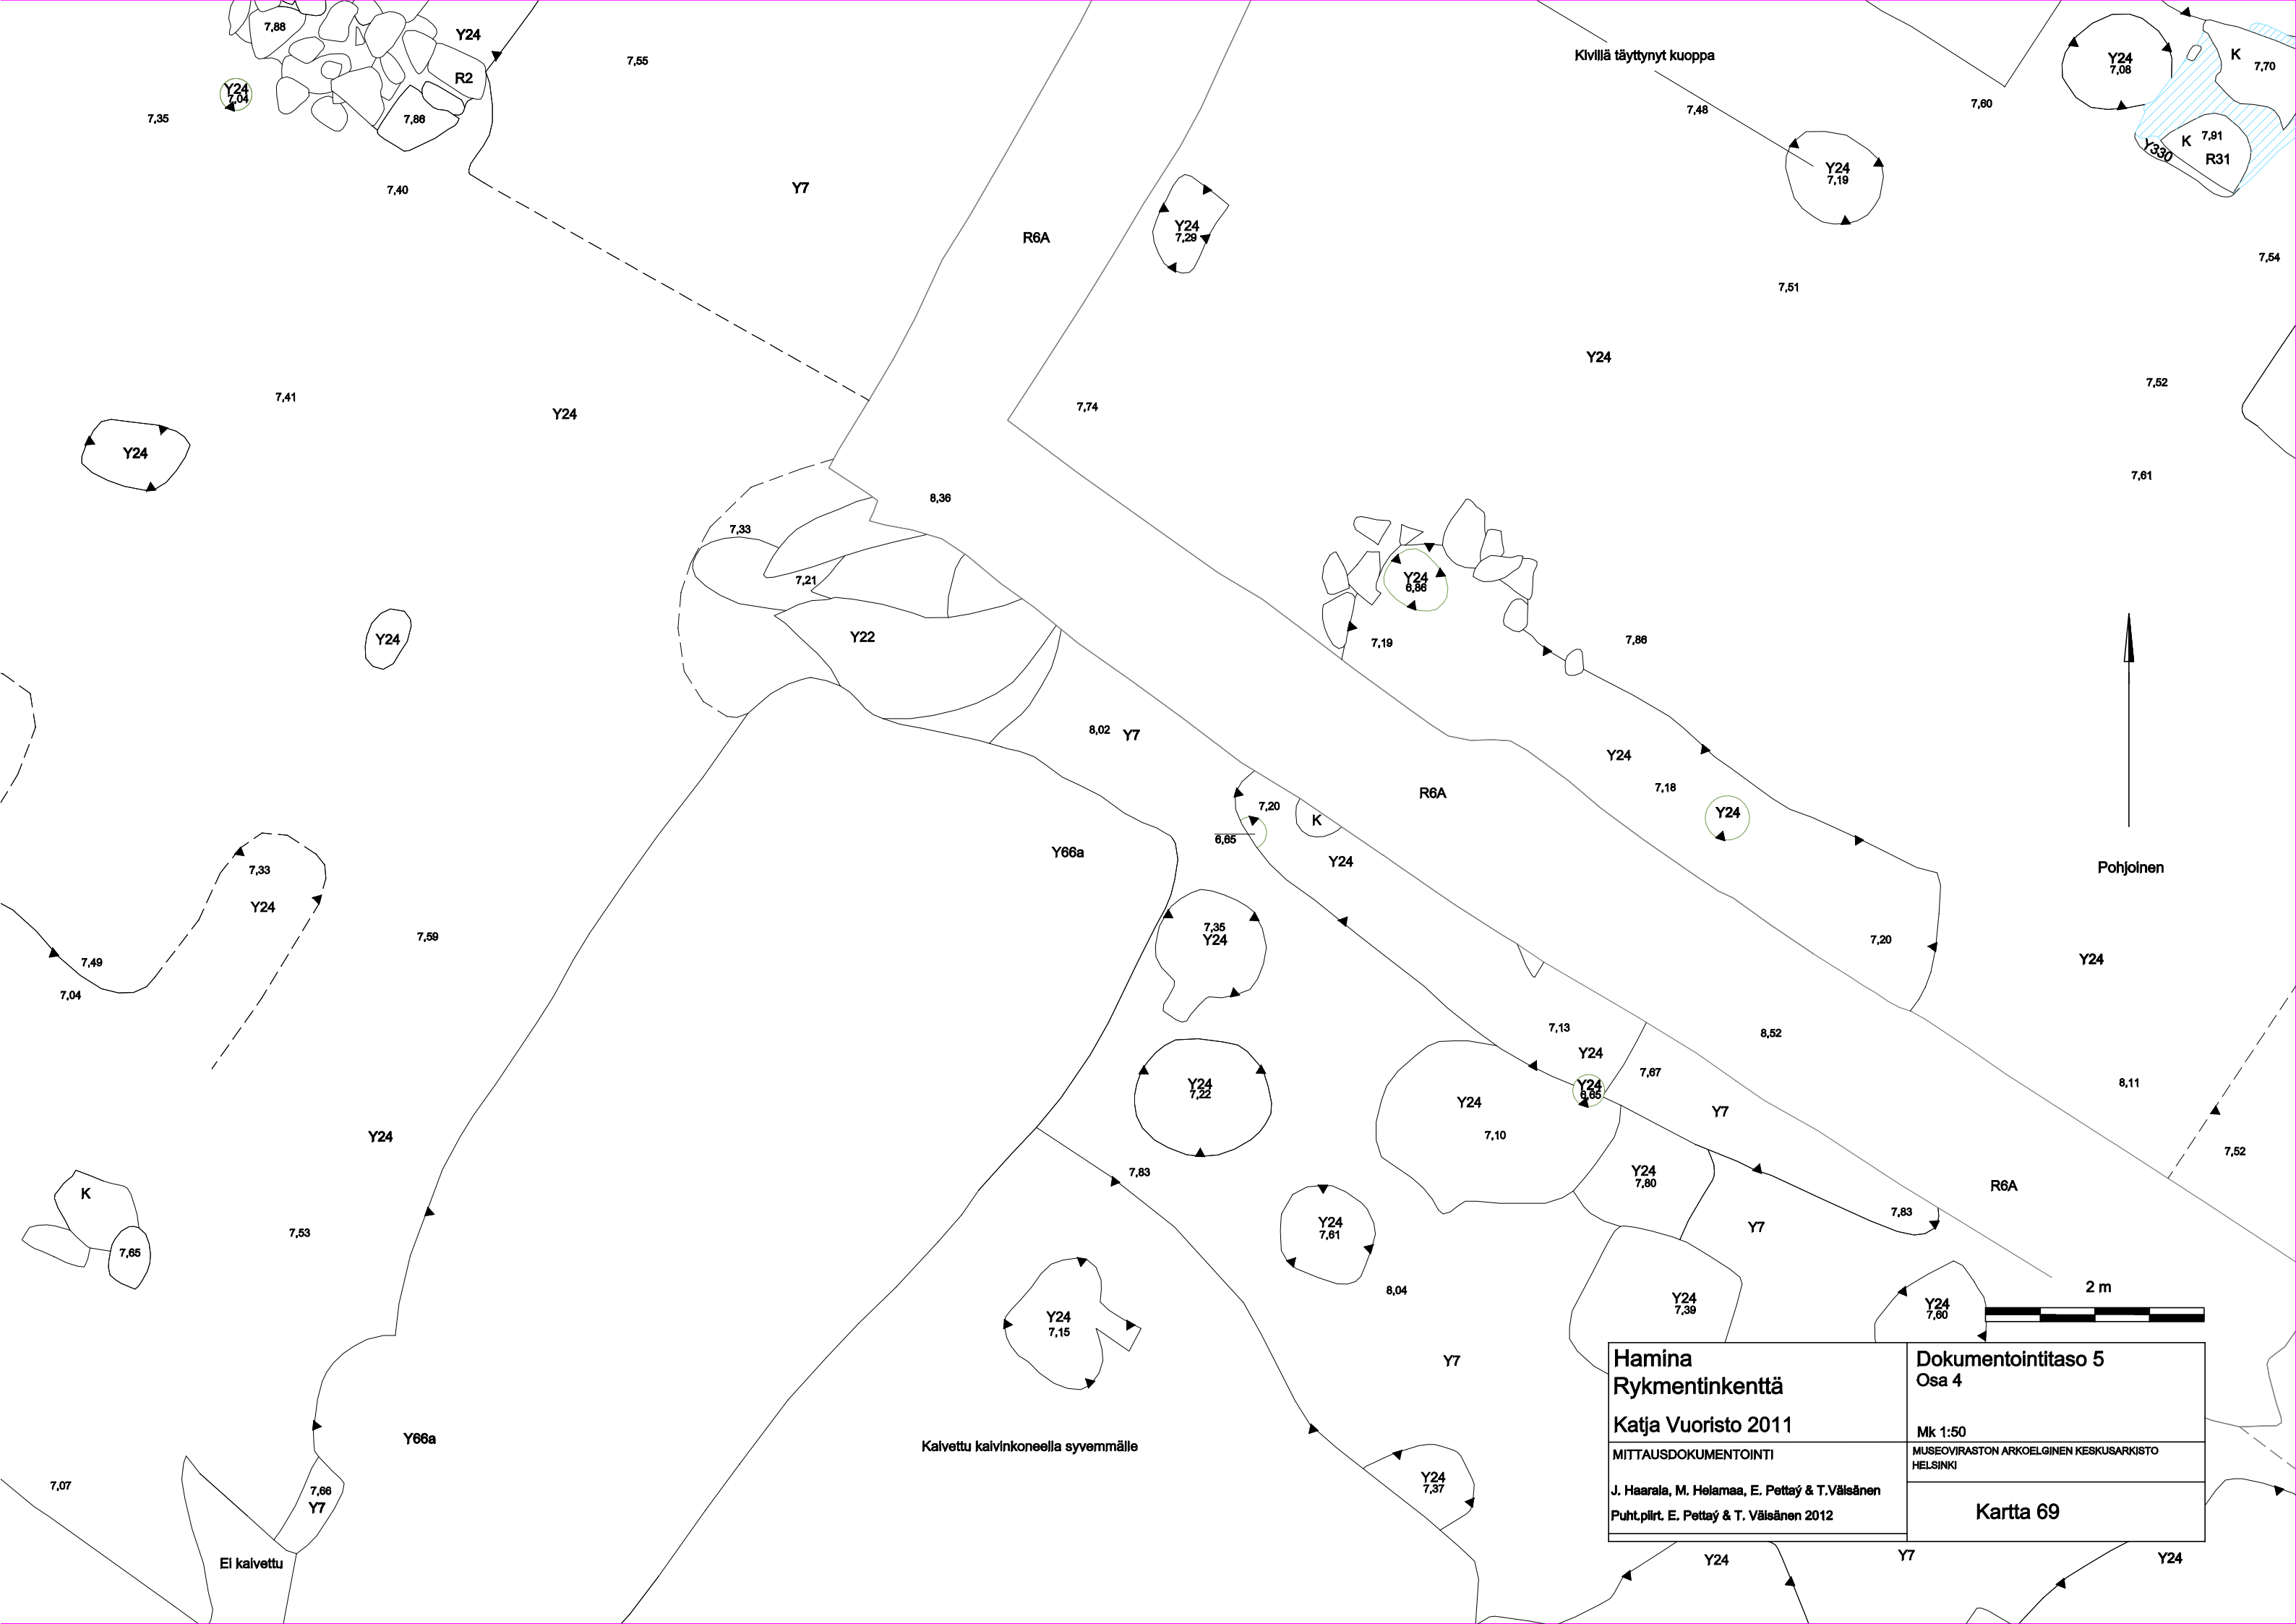 7,88
Y24
R2
Y24
7,04
7,86
7,35
7,55
7,40
Y7
R6A
Y24
7,29
Kivillä täyttynyt kuoppa
7,48
7,60
Y24
7,08
K
7,70
K
7,91
R31
Y330
Y24
7,19
7,54
7,51
Y24
7,52
7,41
Y24
7,74
Y24
7,61
8,36
7,33
7,21
Y24
6,86
Y24
Y22
7,19
7,86
8,02
Y7
Y24
7,18
R6A
7,20
K
6,65
Y24
Y24
Y66a
Pohjoinen
7,33
Y24
7,59
7,35
Y24
7,20
Y24
7,49
7,04
7,13
Y24
8,52
7,67
Y24
6,65
8,11
Y24
7,22
Y24
7,10
Y7
Y24
7,83
Y24
7,80
7,52
R6A
K
7,83
7,53
Y24
7,61
Y7
7,65
8,04
2 m
Y24
7,39
Y24
7,60
Y24
7,15
Y7
Y66a
Kaivettu kaivinkoneella syvemmälle
7,07
7,66
Y7
Y24
7,37
Ei kaivettu
Hamina
Rykmentinkenttä
Katja Vuoristo 2011
MITTAUSDOKUMENTOINTI
J. Haarala, M. Helamaa, E. Pettaý & T.Väisänen
Puht.piirt. E. Pettaý & T. Väisänen 2012
Dokumentointitaso 5
Osa 4
Mk 1:50
MUSEOVIRASTON ARKOELGINEN KESKUSARKISTO
HELSINKI
Kartta 69
Y24
Y7
Y24